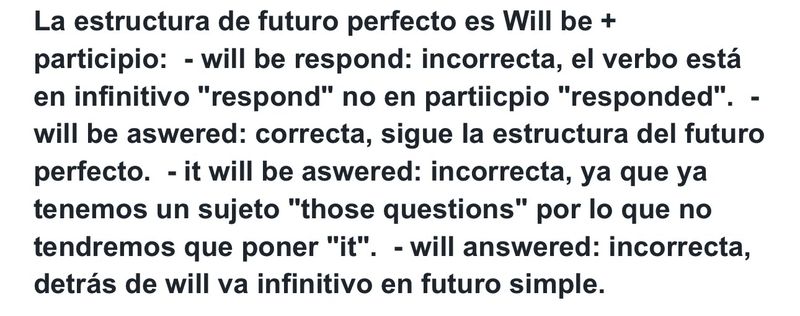 La estructura de futuro perfecto es Will be +
participio:  - will be respond: incorrecta, el verbo está
en infinitivo "respond" no en partiicpio "responded".  -
will be aswered: correcta, sigue la estructura del futuro
perfecto.  - it will be aswered: incorrecta, ya que ya
tenemos un sujeto "those questions" por lo que no
tendremos que poner "it".  - will answered: incorrecta,
detrás de will va infinitivo en futuro simple.